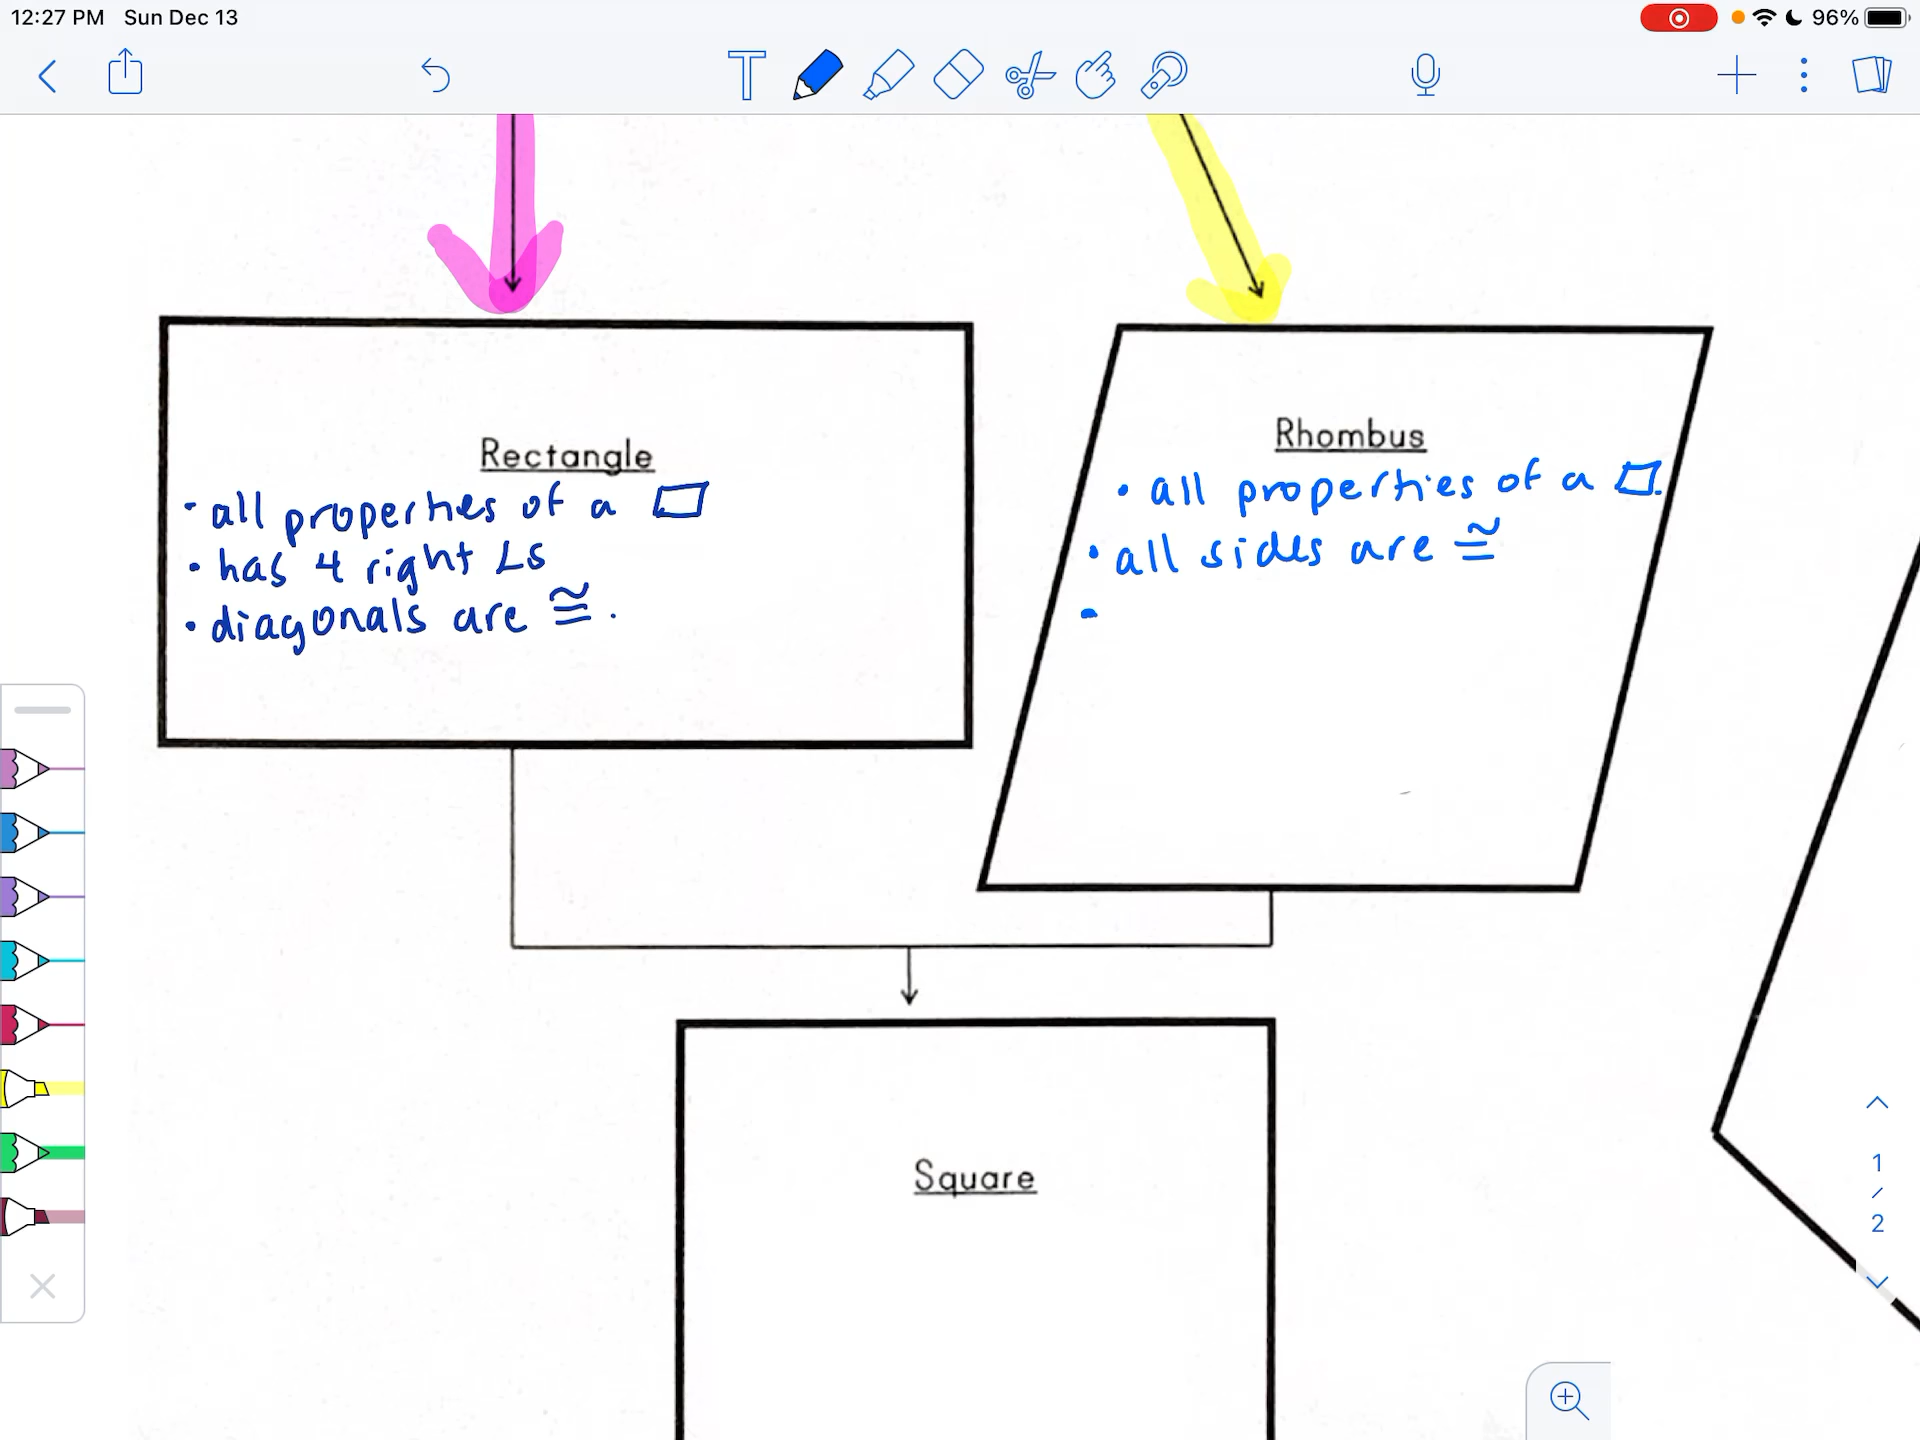 12:27 PM Sun Dec 13
96%
T
Rectangle
• all properties of a ▱
• has 4 right ∠s
• diagonals are ≅.
Rhombus
• all properties of a ▱.
• all sides are ≅
•
Square
1
/
2